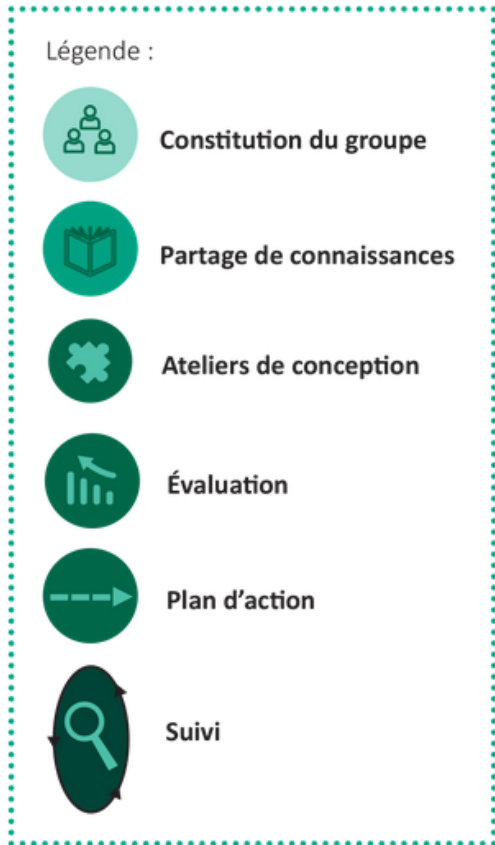 Légende :
Constitution du groupe
Partage de connaissances
Ateliers de conception
Évaluation
Plan d’action
Suivi